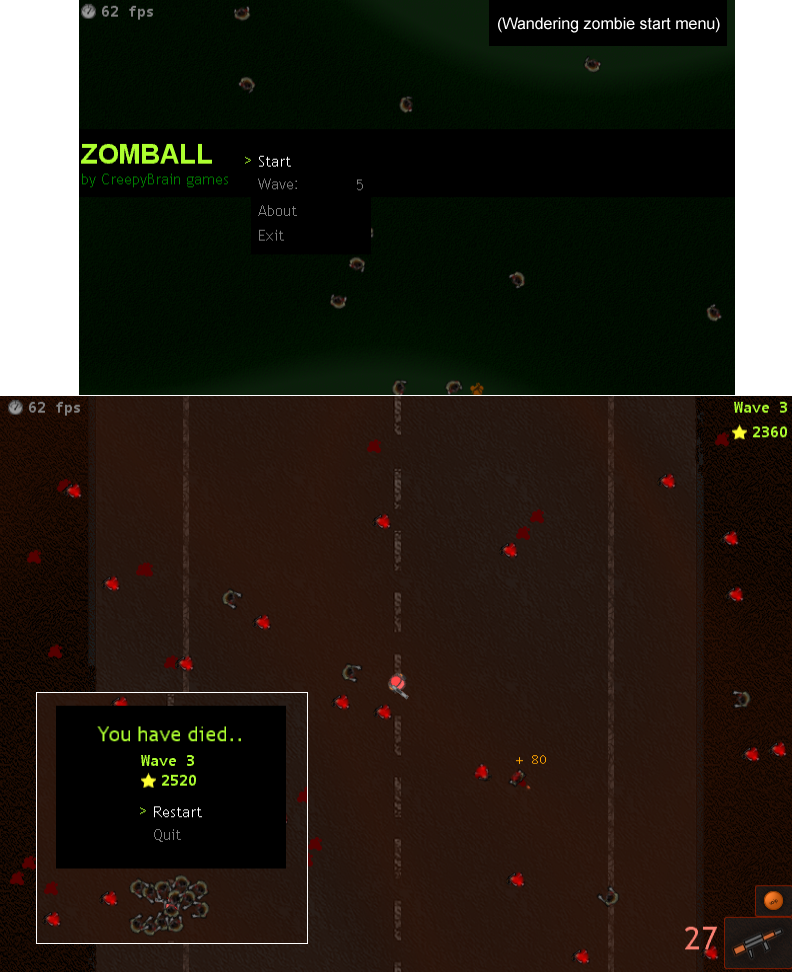 62 fps
(Wandering zombie start menu)
ZOMBALL
by CreepyBrain games
> Start
Wave: 5
About
Exit
62 fps
Wave 3
2360
You have died..
Wave 3
2520
> Restart
Quit
+ 80
27